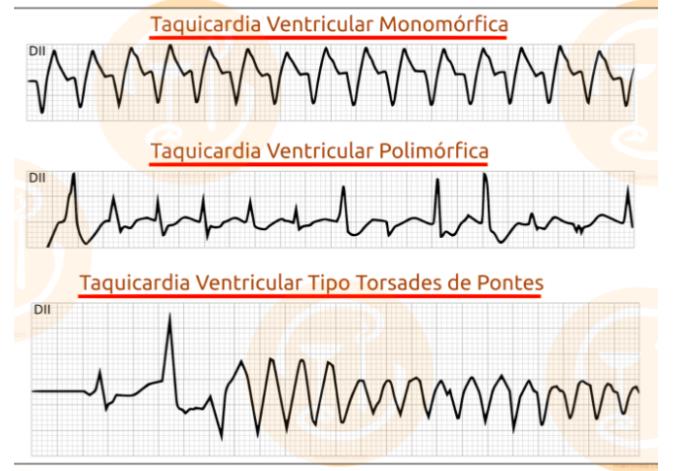 Taquicardia Ventricular Monomórfica
DII
Taquicardia Ventricular Polimórfica
DII
Taquicardia Ventricular Tipo Torsades de Pontes
DII